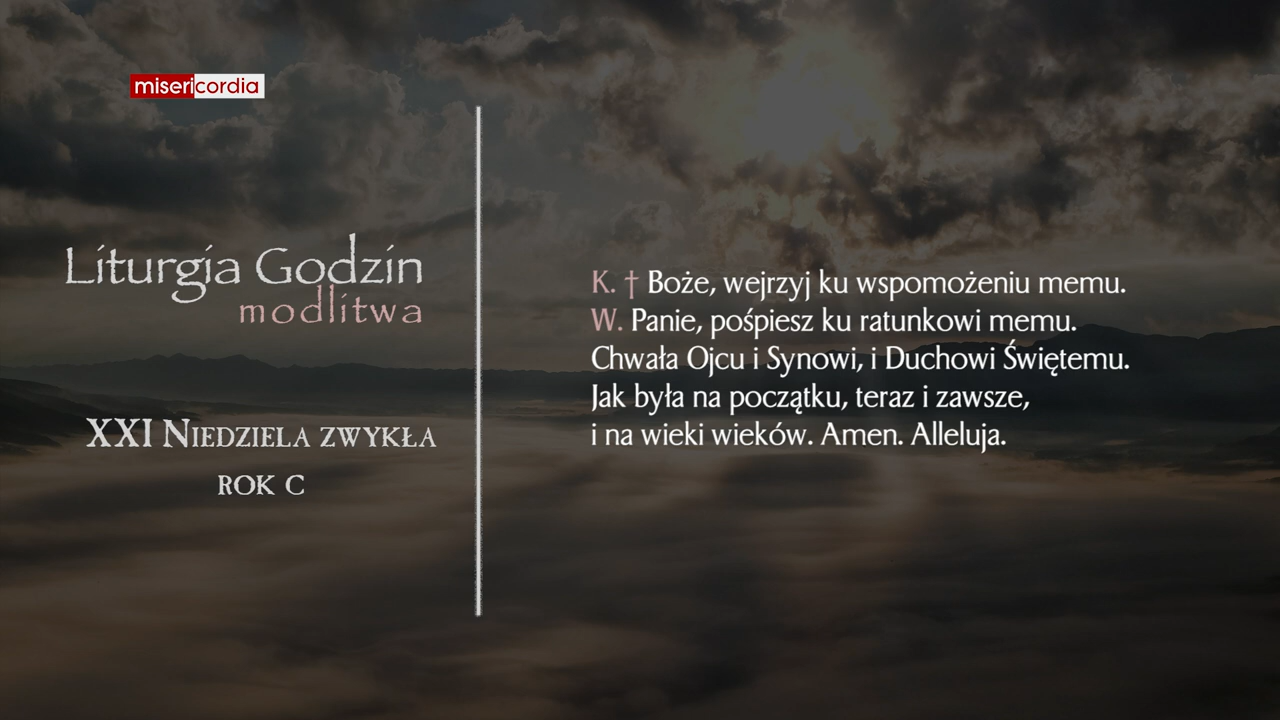 misericordia
Liturgia Godzin
modlitwa
XXI Niedziela zwykła
rok C
K. † Boże, wejrzyj ku wspomożeniu memu.
W. Panie, pośpiesz ku ratunkowi memu.
Chwała Ojcu i Synowi, i Duchowi Świętemu.
Jak była na początku, teraz i zawsze,
i na wieki wieków. Amen. Alleluja.